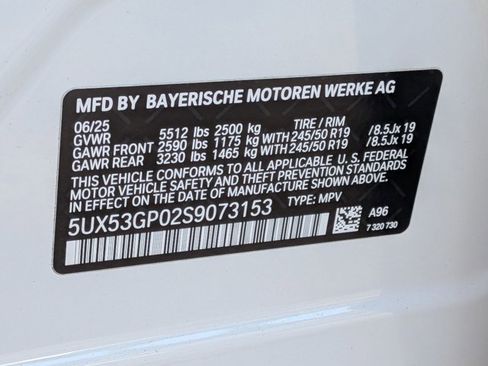 MFD BY BAYERISCHE MOTOREN WERKE AG
06/25 TIRE / RIM
GVWR 5512 lbs 2500 kg
GAWR FRONT 2590 lbs 1175 kg WITH 245/50 R19 /8.5Jx 19
GAWR REAR 3230 lbs 1465 kg WITH 245/50 R19 /8.5Jx 19
THIS VEHICLE CONFORMS TO ALL APPLICABLE U.S. FEDERAL
MOTOR VEHICLE SAFETY STANDARDS IN EFFECT
ON THE DATE OF MANUFACTURE SHOWN ABOVE.
5UX53GP02S9073153 TYPE: MPV
A96
7 320 730